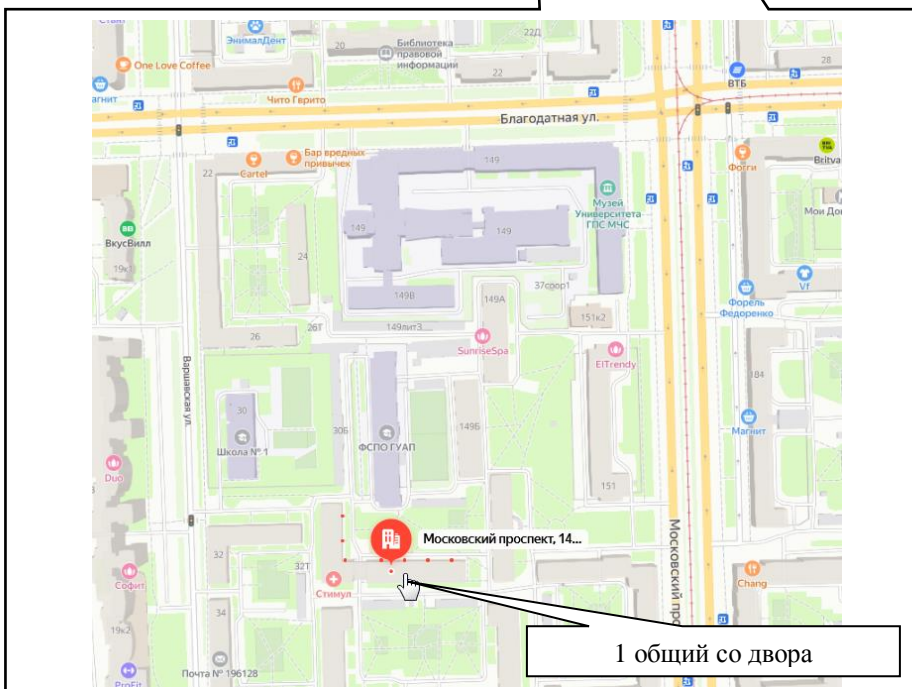 Стинт
ЭнималДент
20
Библиотека
правовой
информации
22Д
22
One Love Coffee
ВТБ
28
агнит
Чито Гврито
Благодатная ул.
22
Cartel
Бар вредных
привычек
149
Фогги
Britva
Музей
Университета
ГПС МЧС
Мои До
149
149
ВкусВилл
24
19к1
149В
149А
37соор1
Vf
Форель
Федоренко
151к2
26Т
149лит3
26
SunriseSpa
ElTrendy
184
Варшавская ул.
30
30Б
149Б
Магнит
Школа № 1
ФСПО ГУАП
Duo
151
Московский проспект, 14...
Московский про
32
32Т
Стимул
Софит
Chang
34
19к2
1 общий со двора
Почта № 196128
ProFit